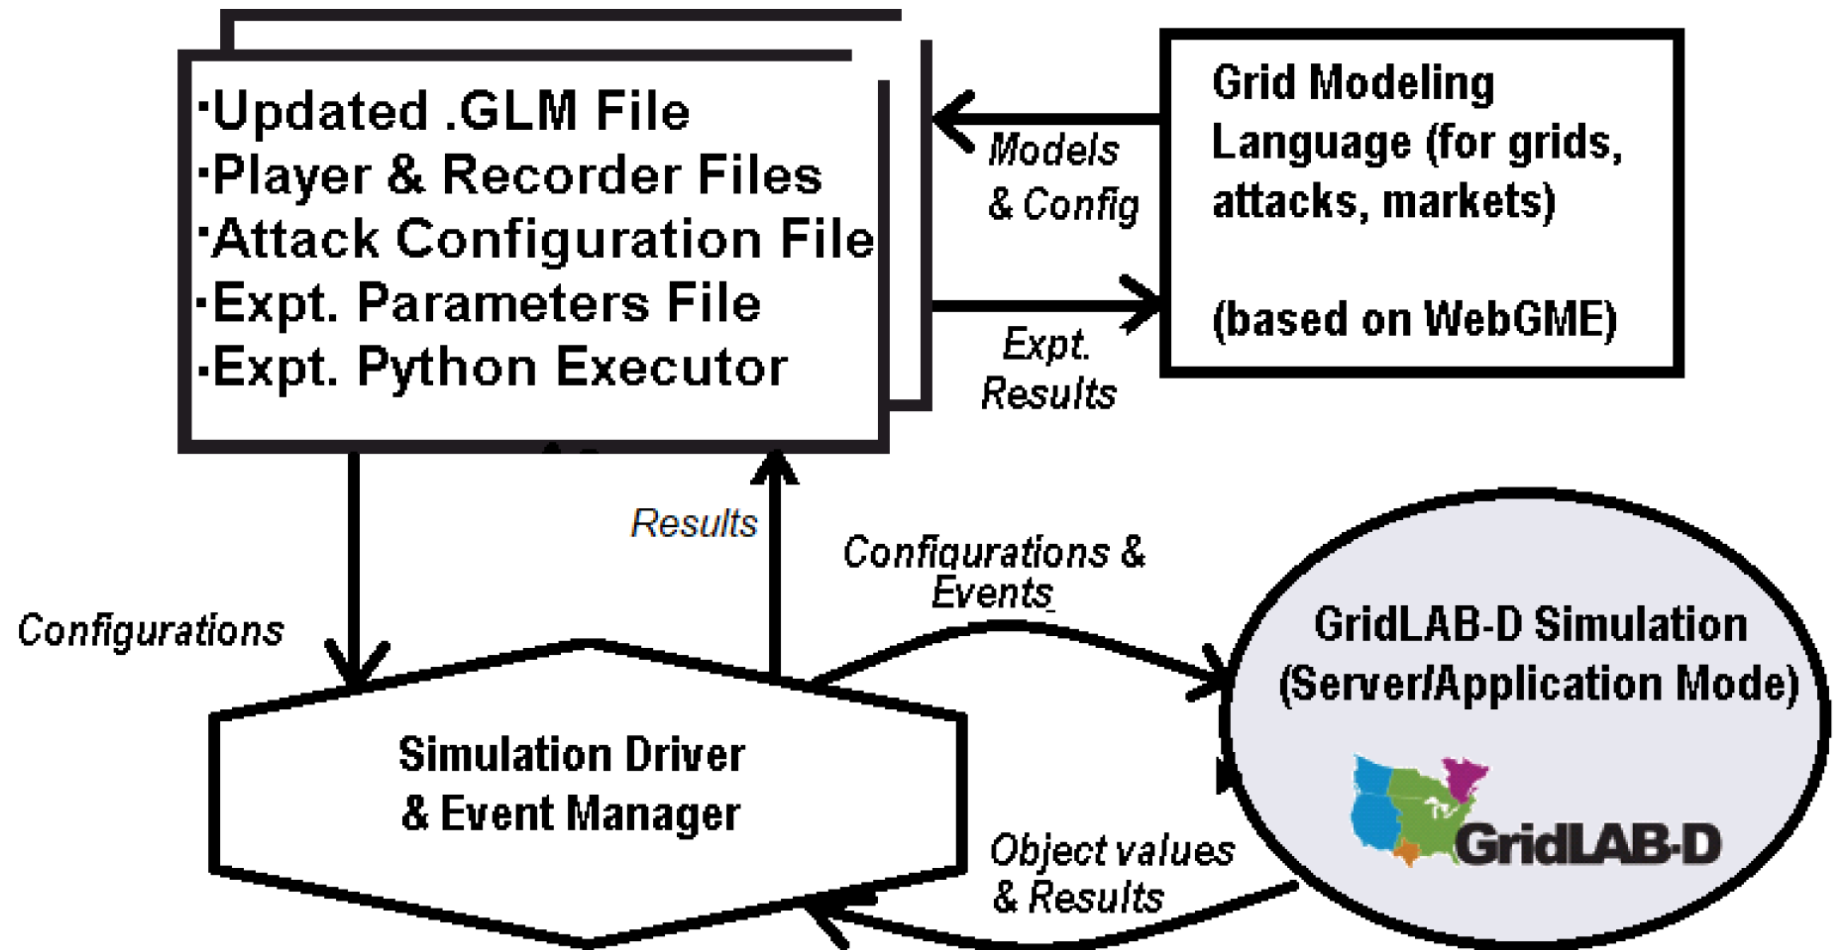 ·Updated .GLM File
·Player & Recorder Files
·Attack Configuration File
·Expt. Parameters File
·Expt. Python Executor
Models
& Config
Expt.
Results
Grid Modeling
Language (for grids,
attacks, markets)
(based on WebGME)
Configurations
Results
Configurations &
Events
Simulation Driver
& Event Manager
Object values
& Results
GridLAB-D Simulation
(Server/Application Mode)
GridLAB-D